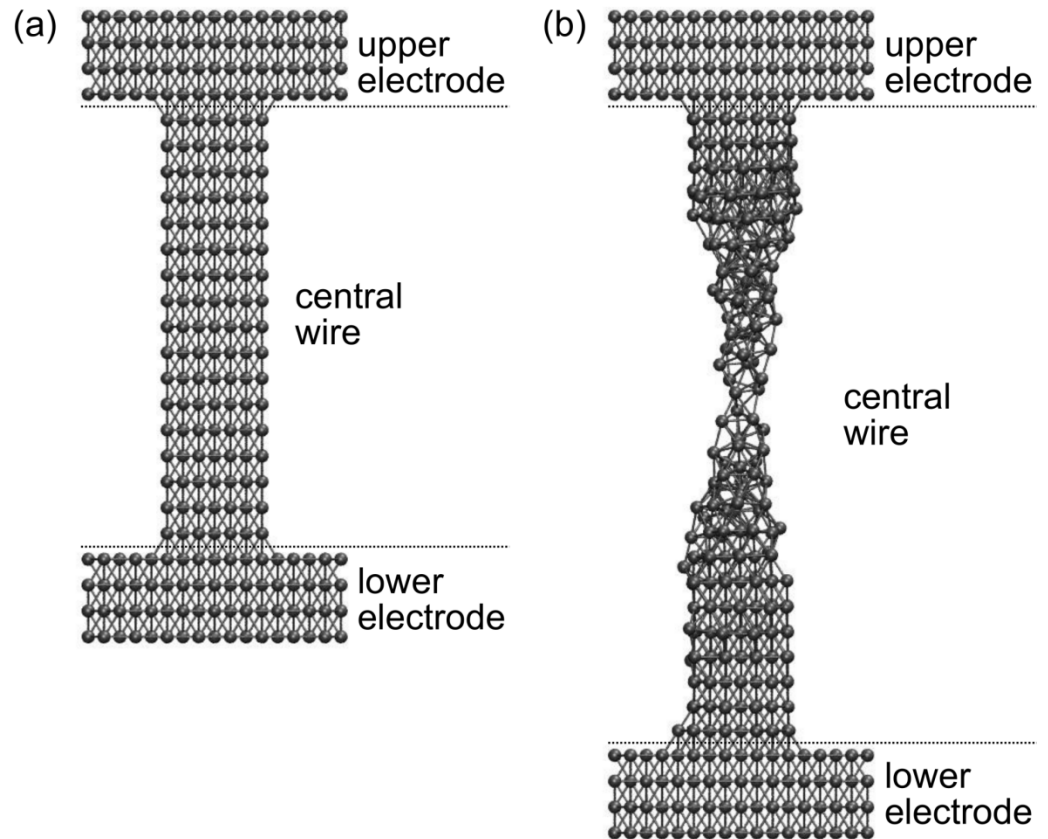 (a)
upper
electrode
central
wire
lower
electrode
(b)
upper
electrode
central
wire
lower
electrode